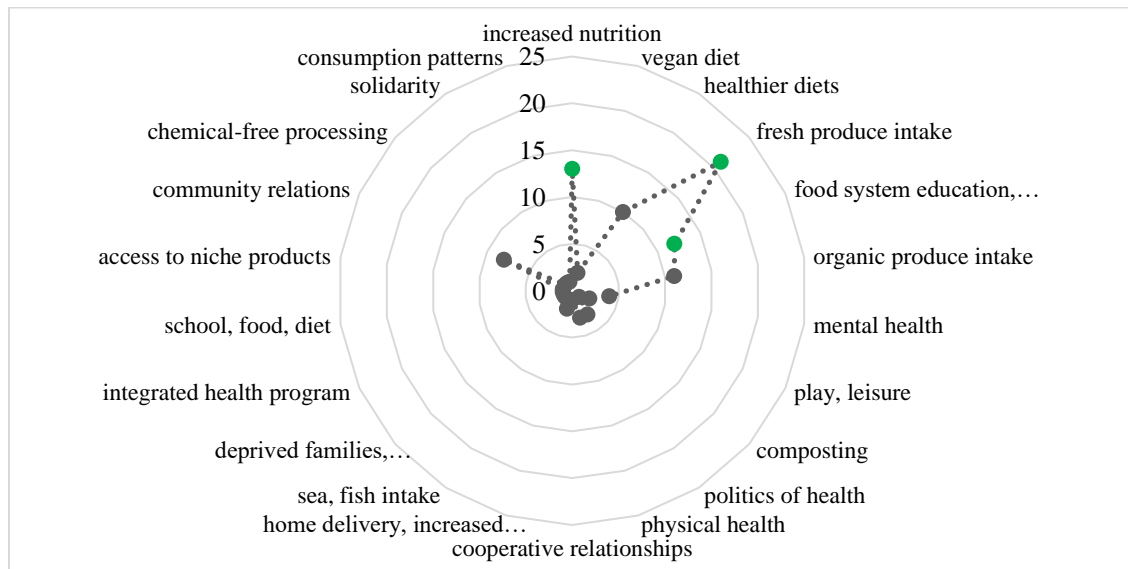 increased nutrition
consumption patterns
vegan diet
solidarity
healthier diets
chemical-free processing
fresh produce intake
community relations
food system education,…
access to niche products
organic produce intake
school, food, diet
mental health
integrated health program
play, leisure
deprived families,…
composting
sea, fish intake
politics of health
home delivery, increased…
physical health
cooperative relationships
25
20
15
10
5
0